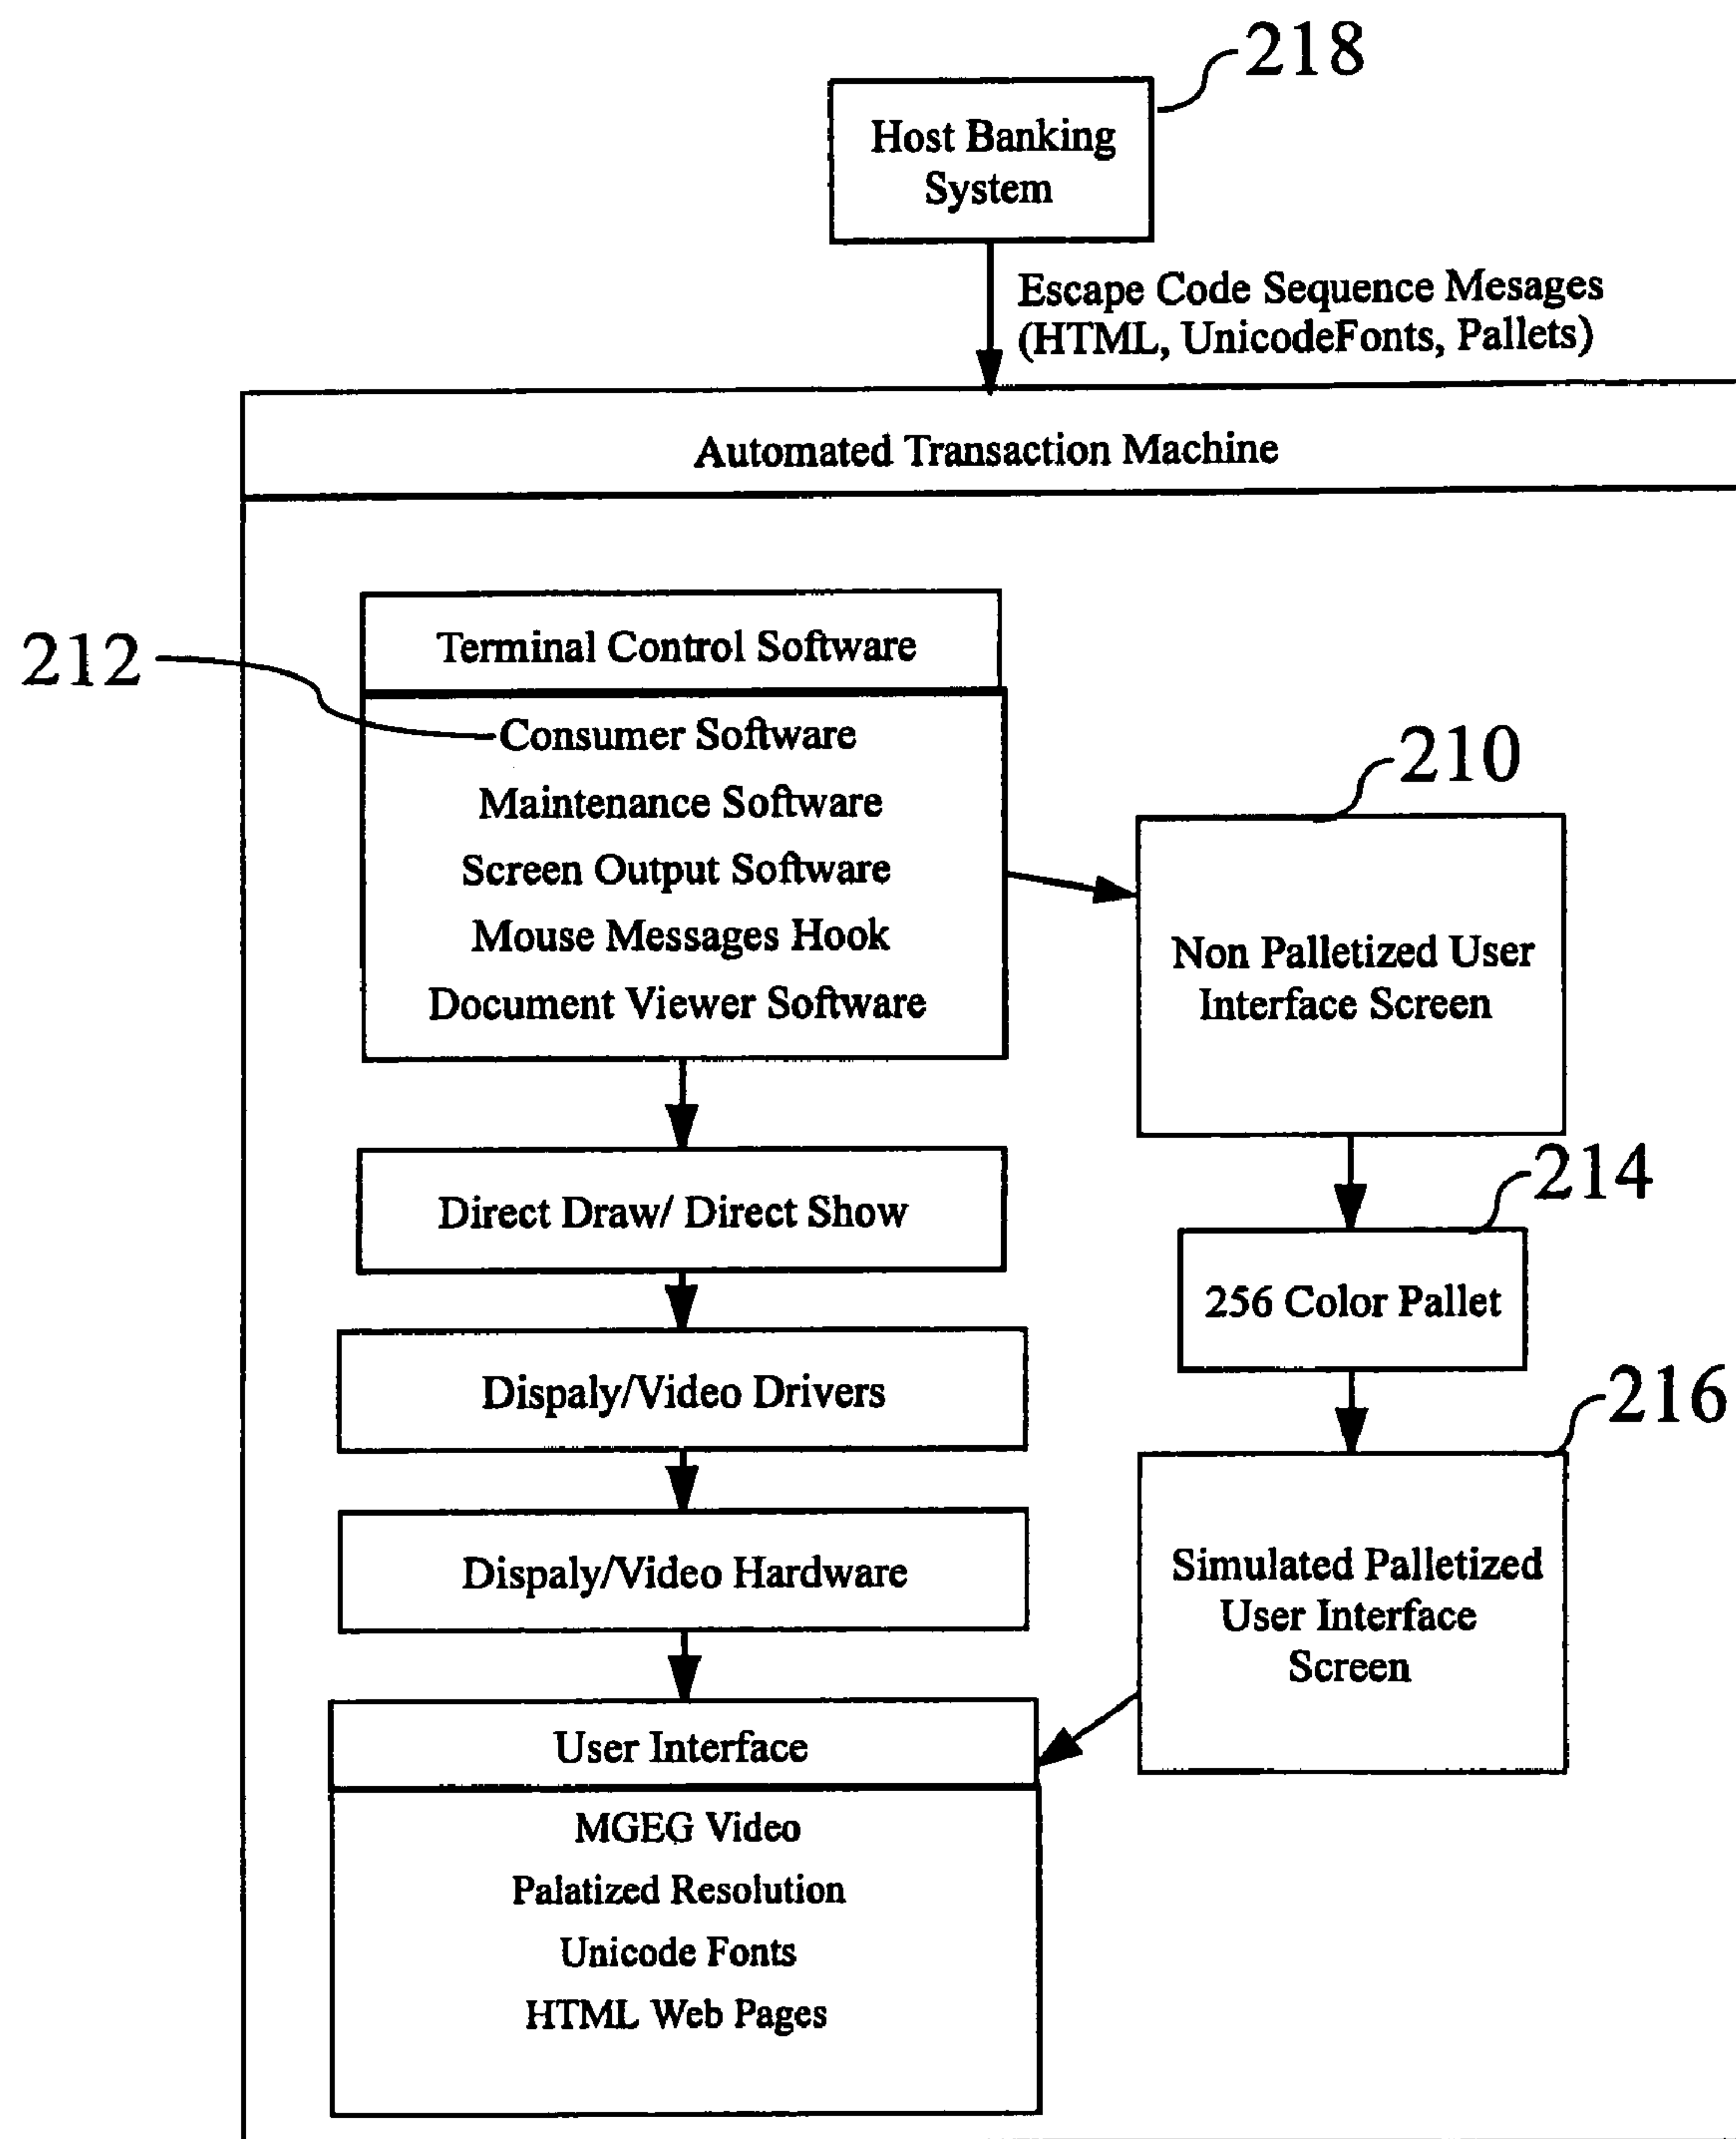 218
Host Banking
System
Escape Code Sequence Mesages
(HTML, UnicodeFonts, Pallets)
Automated Transaction Machine
Terminal Control Software
212
Consumer Software
Maintenance Software
Screen Output Software
Mouse Messages Hook
Document Viewer Software
210
Non Palletized User
Interface Screen
Direct Draw/ Direct Show
214
256 Color Pallet
Dispaly/Video Drivers
216
Dispaly/Video Hardware
Simulated Palletized
User Interface
Screen
User Interface
MGEG Video
Palatized Resolution
Unicode Fonts
HTML Web Pages